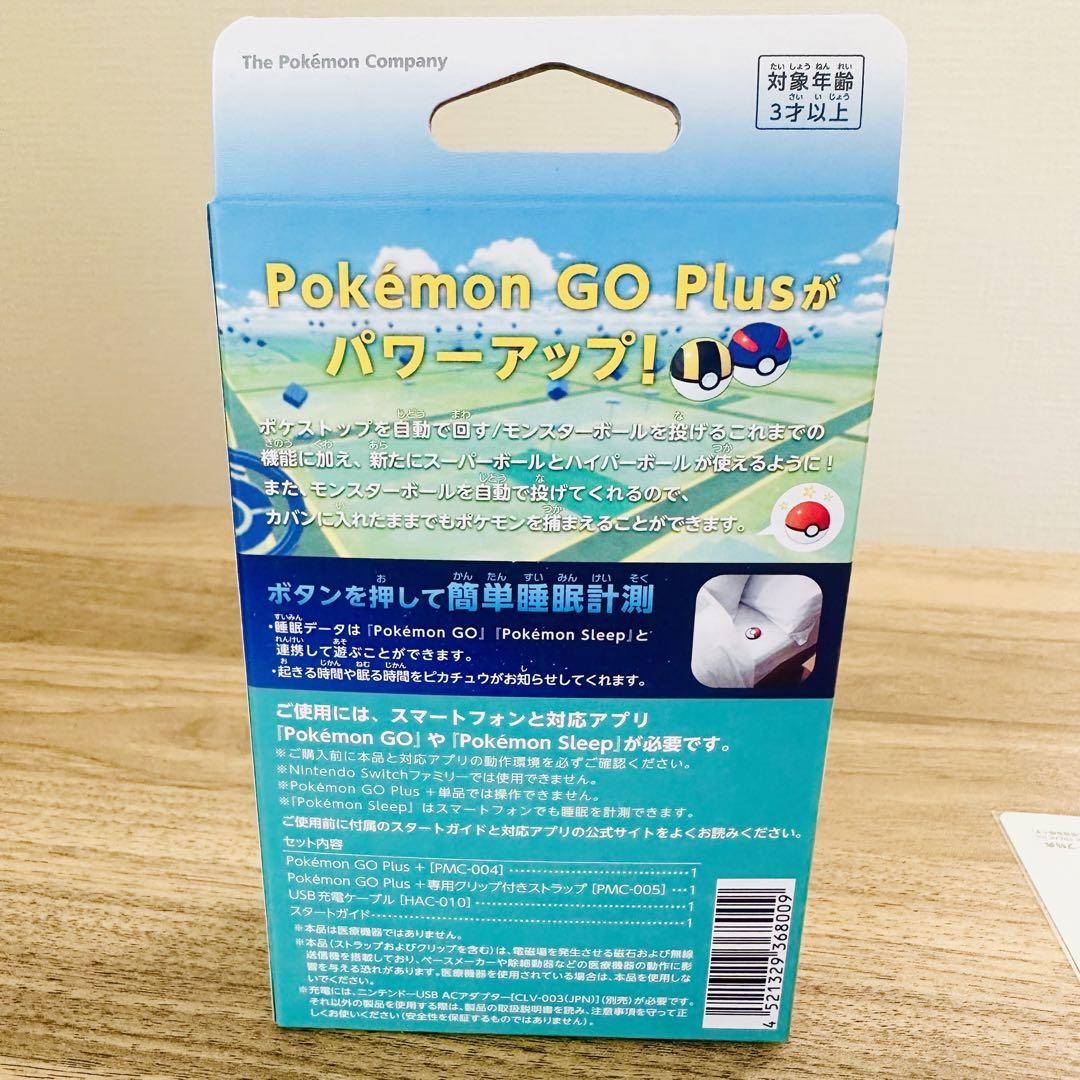 The Pokémon Company
対象年齢
3才以上
Pokémon GO Plusが
パワーアップ!
ポケストップを自動で回す/モンスターボールを投げるこれまでの
機能に加え、新たにスーパーボールとハイパーボールが使えるように!
また、モンスターボールを自動で投げてくれるので、
カバンに入れたままでもポケモンを捕まえることができます。
ボタンを押して簡単睡眠計測
・睡眠データは『Pokémon GO』『Pokémon Sleep』と
連携して遊ぶことができます。
・起きる時間や眠る時間をピカチュウがお知らせしてくれます。
ご使用には、スマートフォンと対応アプリ
『Pokémon GO』や『Pokémon Sleep』が必要です。
※ご購入前に本品と対応アプリの動作環境を必ずご確認ください。
※Nintendo Switchファミリーでは使用できません。
※Pokémon GO Plus +単品では操作できません。
※『Pokémon Sleep』はスマートフォンでも睡眠を計測できます。
ご使用前に付属のスタートガイドと対応アプリの公式サイトをよくお読みください。
セット内容
Pokémon GO Plus + [PMC-004]……1
Pokémon GO Plus +専用クリップ付きストラップ [PMC-005]…1
USB充電ケーブル [HAC-010]……1
スタートガイド……1
※本品は医療機器ではありません。
※本品(ストラップおよびクリップを含む)は、電磁場を発生させる磁石および無線
送信機を搭載しており、ペースメーカーや除細動器などの医療機器の動作に影
響を与える恐れがあります。医療機器を使用されている場合は、本品を使用しな
いでください。
※充電には、ニンテンドーUSB ACアダプター[CLV-003(JPN)](別売)が必要です。
それ以外の製品を使用する際は、製品の取扱説明書を読み、注意事項を守って正
しくお使いください(安全性を保証するものではありません)。
4 521329 368009